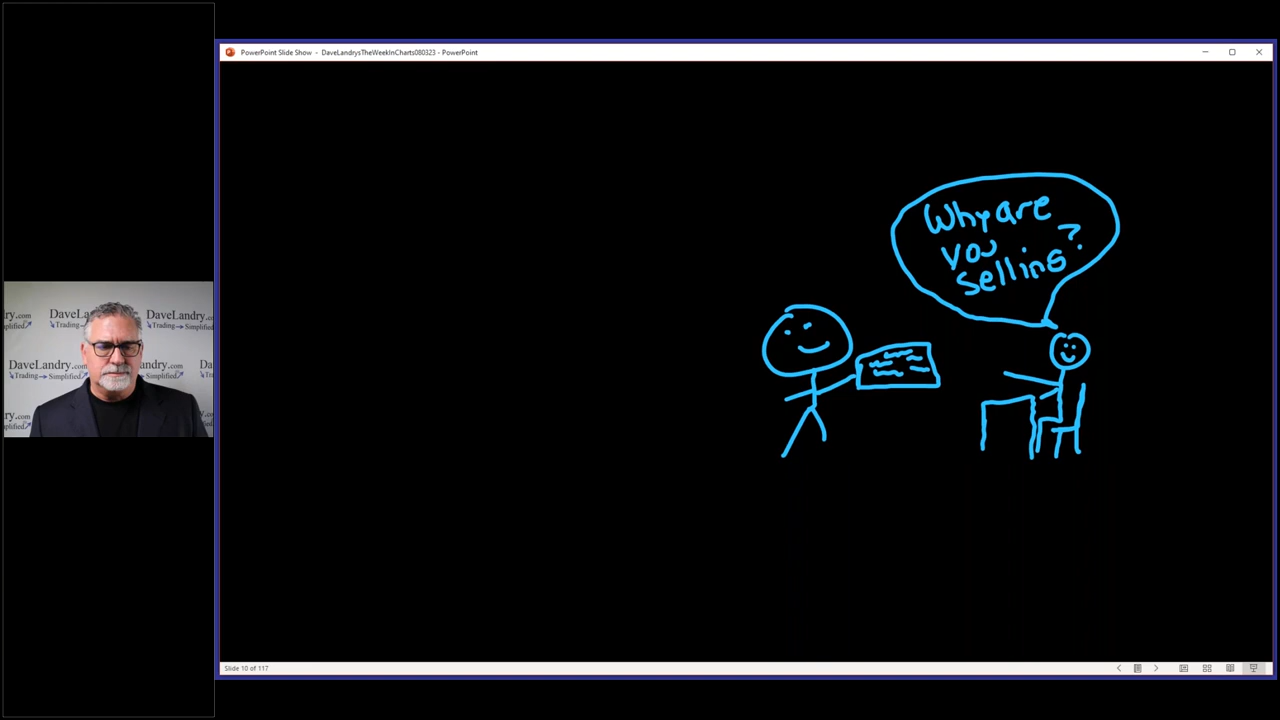 PowerPoint Slide Show - DaveLandrysTheWeekInCharts080323 - PowerPoint
Why are
you ?
selling
DaveLandry.com
Trading Simplified
Slide 10 of 117